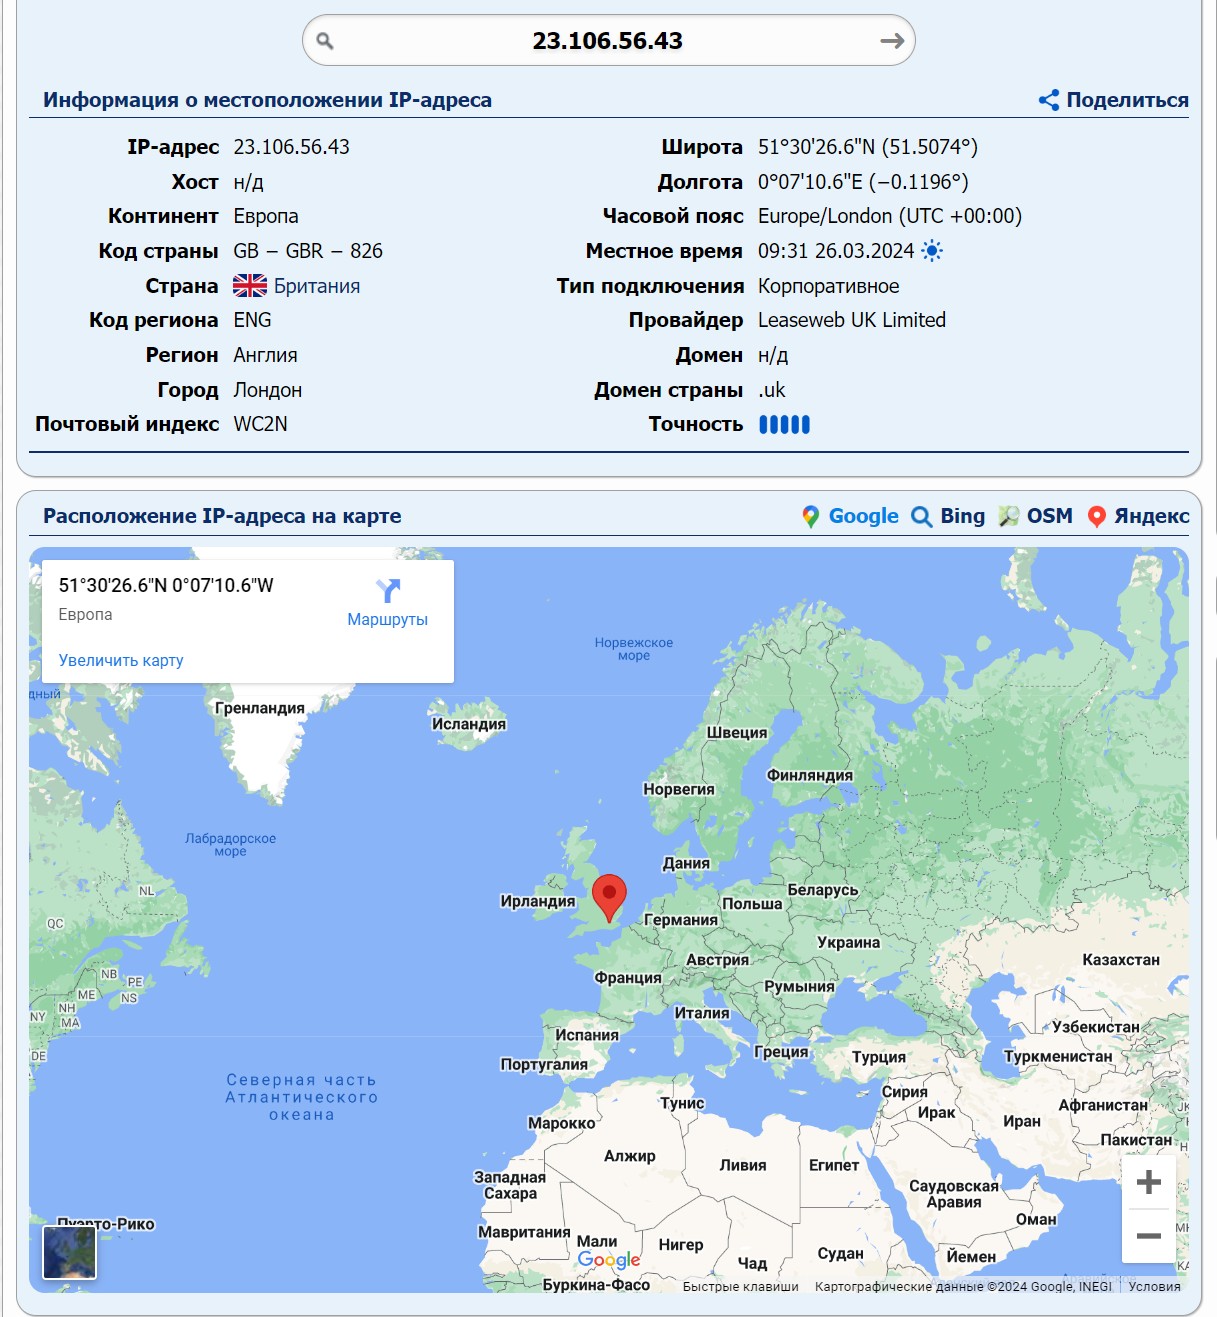 23.106.56.43
Информация о местоположении IP-адреса
Поделиться
IP-адрес 23.106.56.43
Хост н/д
Континент Европа
Код страны GB – GBR – 826
Страна Британия
Код региона ENG
Регион Англия
Город Лондон
Почтовый индекс WC2N
Широта 51°30'26.6"N (51.5074°)
Долгота 0°07'10.6"E (−0.1196°)
Часовой пояс Europe/London (UTC +00:00)
Местное время 09:31 26.03.2024
Тип подключения Корпоративное
Провайдер Leaseweb UK Limited
Домен н/д
Домен страны .uk
Точность
Расположение IP-адреса на карте
Google Bing OSM Яндекс
51°30'26.6"N 0°07'10.6"W
Европа
Маршруты
Увеличить карту
Норвежское
море
дный
Гренландия
Исландия
Швеция
Финляндия
Норвегия
Лабрадорское
море
Дания
NL
Беларусь
Ирландия
Польша
Германия
QC
Украина
Австрия
Казахстан
NB
PE
Франция
Румыния
ME
NS
NH
Италия
NY
MA
Узбекистан
Испания
DE
Греция
Турция
Туркменистан
Португалия
Северная часть
Атлантического
океана
Сирия
Тунис
Ирак
Афганистан
JK
Марокко
Иран
Пакистан
Алжир
Ливия
Египет
Западная
Сахара
Саудовская
Аравия
Пуэрто-Рико
Оман
Мавритания
Мали
Нигер
Чад
Судан
Йемен
Google
KA
Буркина-Фасо
Быстрые клавиши
Картографические данные ©2024 Google, INEGI
Условия